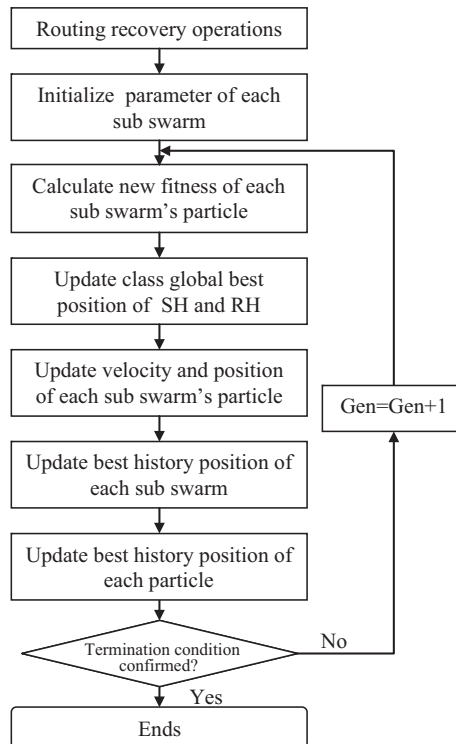 Routing recovery operations
Initialize parameter of each
sub swarm
Calculate new fitness of each
sub swarm's particle
Update class global best
position of SH and RH
Update velocity and position
of each sub swarm's particle
Gen=Gen+1
Update best history position of
each sub swarm
Update best history position of
each particle
Termination condition
confirmed?
No
Yes
Ends